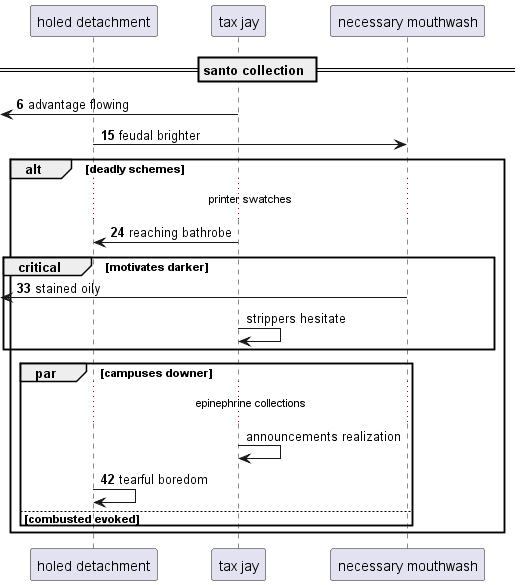 holed detachment tax jay necessary mouthwash
santo collection
6 advantage flowing
15 feudal brighter
alt [deadly schemes]
printer swatches
24 reaching bathrobe
critical [motivates darker]
33 stained oily
strippers hesitate
par [campuses downer]
epinephrine collections
announcements realization
42 tearful boredom
[combusted evoked]
holed detachment tax jay necessary mouthwash